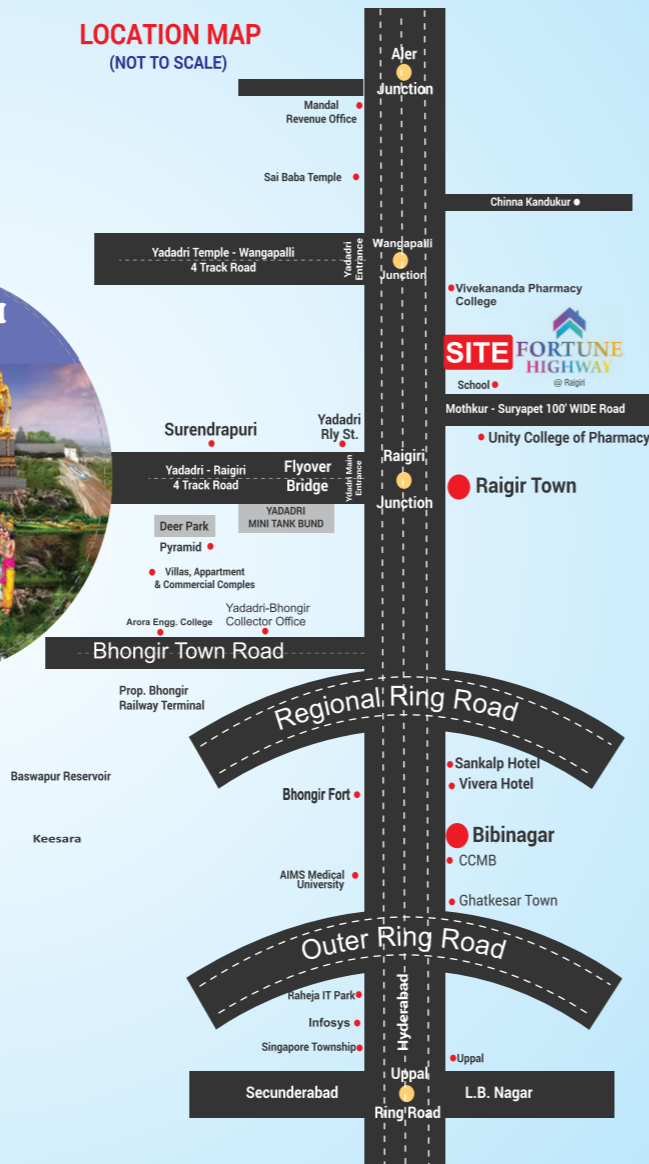 LOCATION MAP
(NOT TO SCALE)
Aler
Junction
Mandal
Revenue Office
Sai Baba Temple
Chinna Kandukur
Yadadri Temple - Wangapalli
4 Track Road
Yadadri
Entrance
Wangapalli
Junction
Vivekananda Pharmacy
College
SITE
FORTUNE
HIGHWAY
@ Raigiri
School
Mothkur - Suryapet 100' WIDE Road
Unity College of Pharmacy
Surendrapuri
Yadadri
Rly St.
Yadadri - Raigiri
4 Track Road
Flyover
Bridge
Ydadri Main
Entrance
Raigiri
Junction
Raigir Town
YADADRI
MINI TANK BUND
Deer Park
Pyramid
Villas, Appartment
& Commercial Comples
Arora Engg. College
Yadadri-Bhongir
Collector Office
Bhongir Town Road
Prop. Bhongir
Railway Terminal
Regional Ring Road
Baswapur Reservoir
Sankalp Hotel
Vivera Hotel
Bhongir Fort
Keesara
Bibinagar
CCMB
AIMS Medical
University
Ghatkesar Town
Outer Ring Road
Hyderabad
Raheja IT Park
Infosys
Singapore Township
Uppal
Uppal
Ring Road
Secunderabad
L.B. Nagar